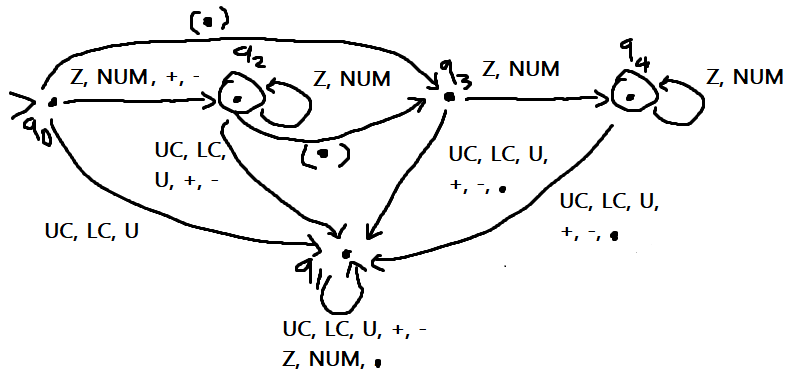 (•)
q2
q3
q4
Z, NUM, +, -
Z, NUM
Z, NUM
Z, NUM
q0
UC, LC,
U, +, -
(•)
UC, LC, U,
+, -, •
UC, LC, U,
+, -, •
UC, LC, U
q1
UC, LC, U, +, -
Z, NUM, •